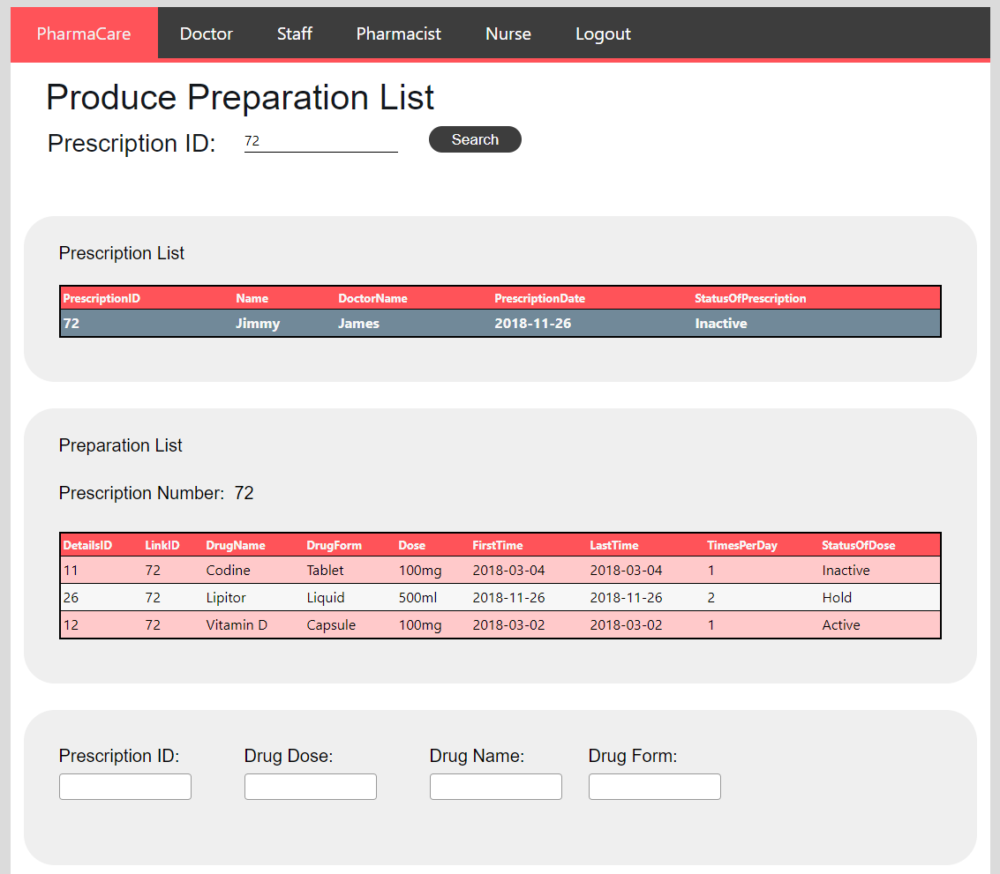 PharmaCare Doctor Staff Pharmacist Nurse Logout
Produce Preparation List
Prescription ID: 72 Search
Prescription List
PrescriptionID Name DoctorName PrescriptionDate StatusOfPrescription
72 Jimmy James 2018-11-26 Inactive
Preparation List
Prescription Number: 72
DetailsID LinkID DrugName DrugForm Dose FirstTime LastTime TimesPerDay StatusOfDose
11 72 Codine Tablet 100mg 2018-03-04 2018-03-04 1 Inactive
26 72 Lipitor Liquid 500ml 2018-11-26 2018-11-26 2 Hold
12 72 Vitamin D Capsule 100mg 2018-03-02 2018-03-02 1 Active
Prescription ID: Drug Dose: Drug Name: Drug Form: